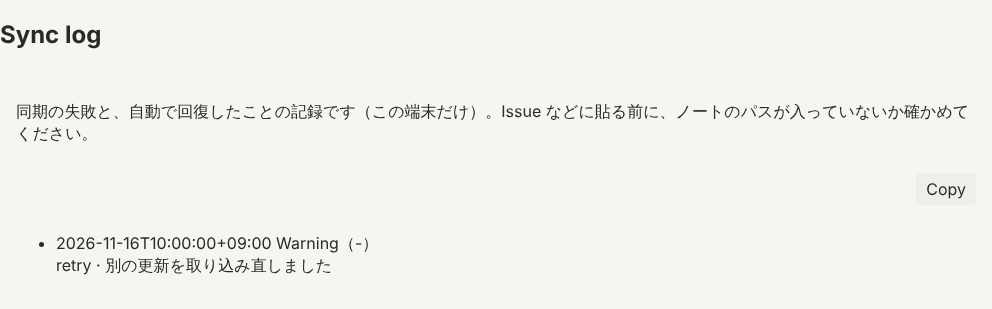 Sync log
同期の失敗と、自動で回復したことの記録です（この端末だけ）。Issue などに貼る前に、ノートのパスが入っていないか確かめて
ください。
Copy
• 2026-11-16T10:00:00+09:00 Warning（-）
retry · 別の更新を取り込み直しました